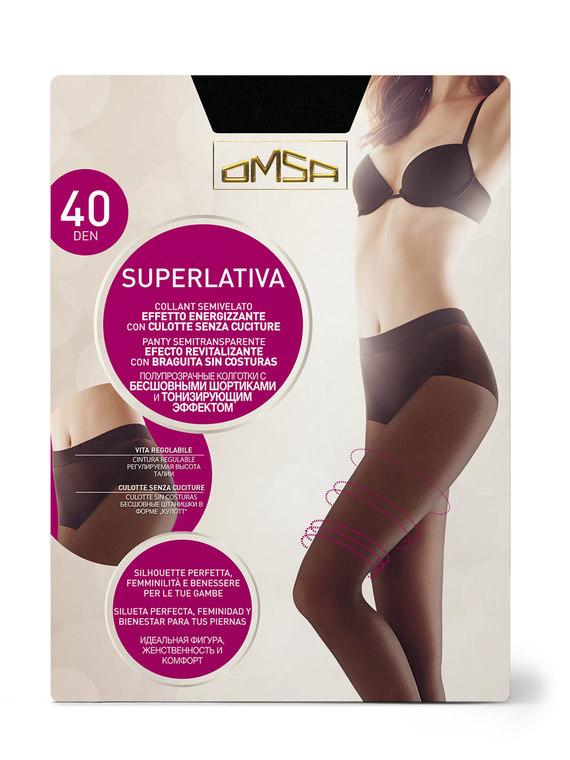 OMSA
40
DEN
SUPERLATIVA
COLLANT SEMIVELATO
EFFETTO ENERGIZZANTE
CON CULOTTE SENZA CUCITURE
PANTY SEMITRANSPARENTE
EFECTO REVITALIZANTE
CON BRAGUITA SIN COSTURAS
ПОЛУПРОЗРАЧНЫЕ КОЛГОТКИ С
БЕСШОВНЫМИ ШОРТИКАМИ
И ТОНИЗИРУЮЩИМ
ЭФФЕКТОМ
VITA REGOLABILE
CINTURA REGULABLE
РЕГУЛИРУЕМАЯ ВЫСОТА
ТАЛИИ
CULOTTE SENZA CUCITURE
CULOTTE SIN COSTURAS
БЕСШОВНЫЕ ШТАНИШКИ В
ФОРМЕ „КУЛОТТ"
SILHOUETTE PERFETTA,
FEMMINILITÀ E BENESSERE
PER LE TUE GAMBE
SILUETA PERFECTA, FEMINIDAD Y
BIENESTAR PARA TUS PIERNAS
ИДЕАЛЬНАЯ ФИГУРА,
ЖЕНСТВЕННОСТЬ И
КОМФОРТ